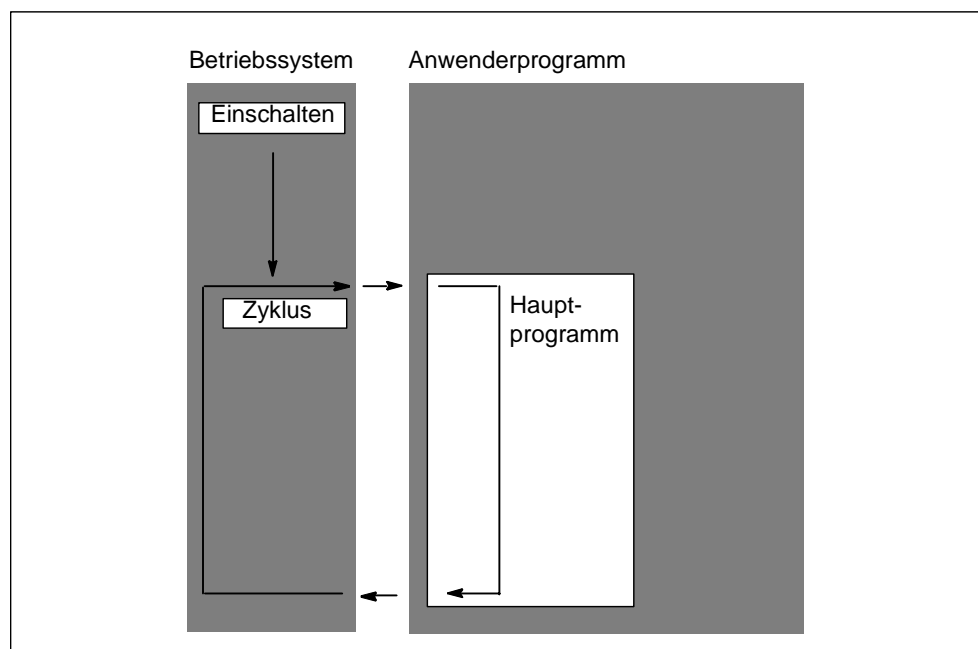 Betriebssystem
Anwenderprogramm
Einschalten
Zyklus
Haupt-
programm